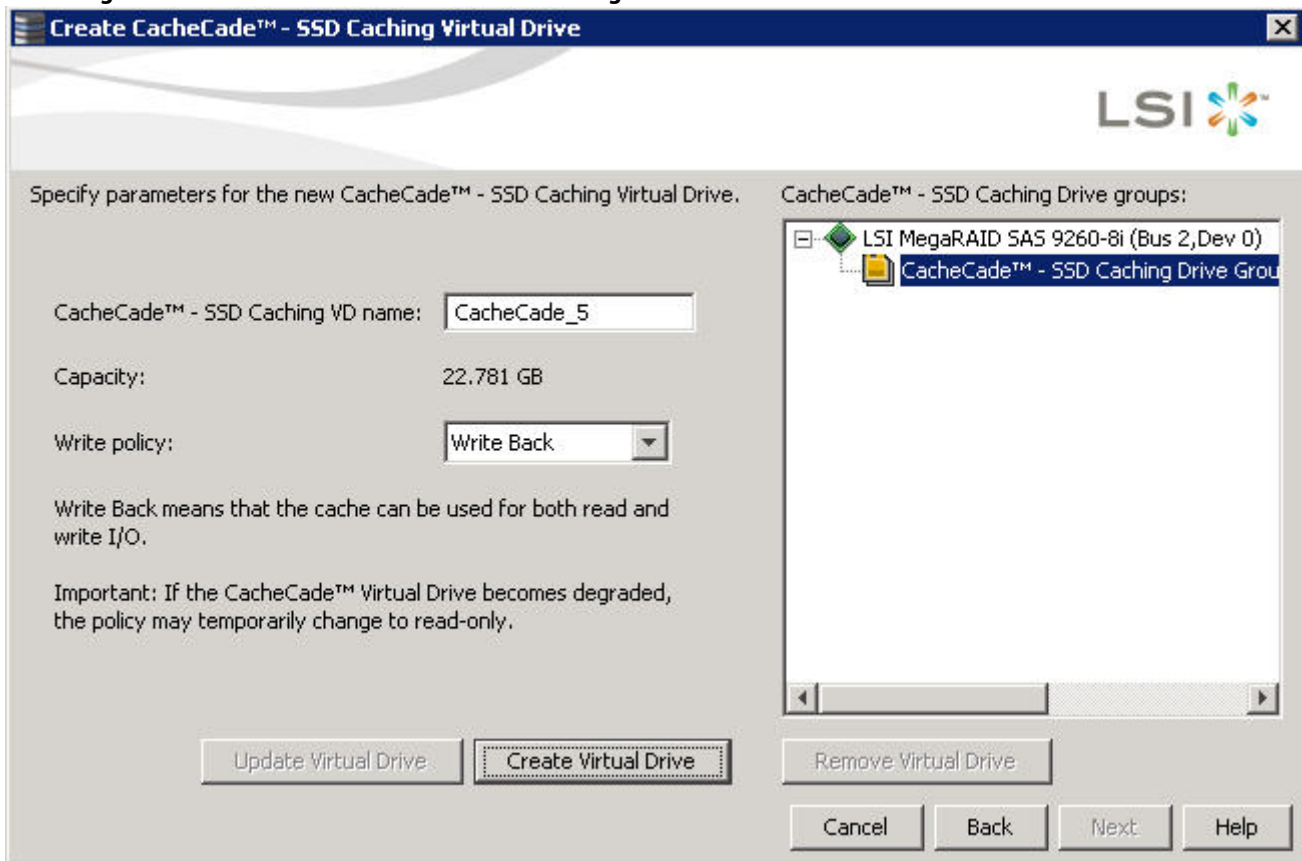 Create CacheCade™ - SSD Caching Virtual Drive
LSI
Specify parameters for the new CacheCade™ - SSD Caching Virtual Drive.
CacheCade™ - SSD Caching VD name:
CacheCade_5
Capacity:
22.781 GB
Write policy:
Write Back
Write Back means that the cache can be used for both read and
write I/O.
Important: If the CacheCade™ Virtual Drive becomes degraded,
the policy may temporarily change to read-only.
Update Virtual Drive
Create Virtual Drive
CacheCade™ - SSD Caching Drive groups:
LSI MegaRAID SAS 9260-8i (Bus 2,Dev 0)
CacheCade™ - SSD Caching Drive Grou
Remove Virtual Drive
Cancel
Back
Next
Help